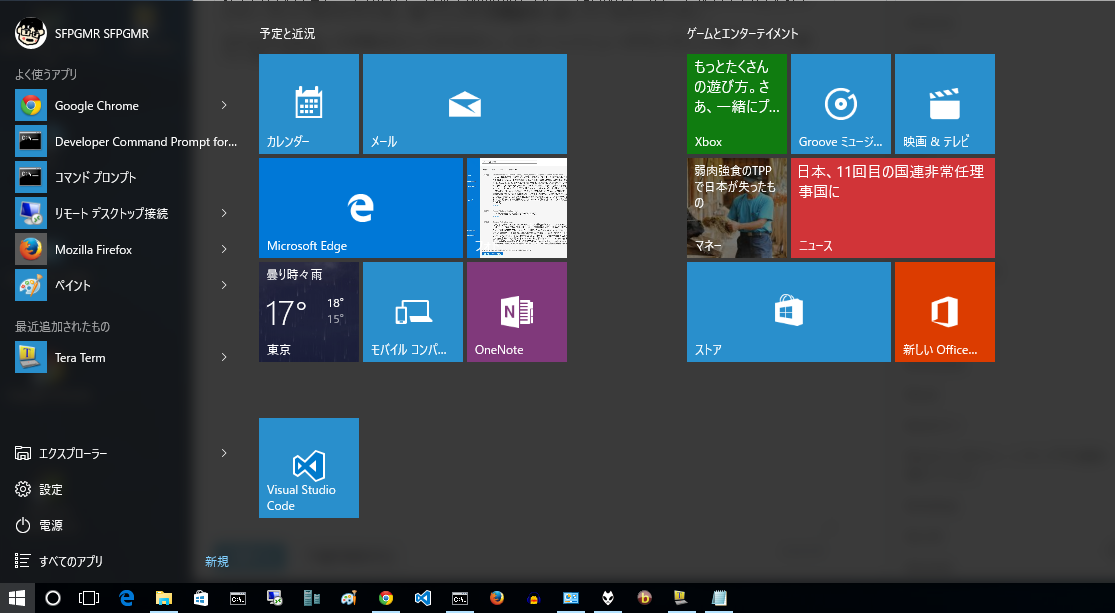 SFPGMR SFPGMR
よく使うアプリ
Google Chrome
Developer Command Prompt for...
コマンド プロンプト
リモート デスクトップ接続
Mozilla Firefox
ペイント
最近追加されたもの
Tera Term
エクスプローラー
設定
電源
すべてのアプリ
予定と近況
カレンダー
メール
Microsoft Edge
曇り時々雨
17°
18°
15°
東京
モバイル コンパ...
OneNote
Visual Studio
Code
新規
ゲームとエンターテイメント
もっとたくさん
の遊び方。さ
あ、一緒にプ...
Xbox
Groove ミュージ...
映画 & テレビ
弱肉強食のTPP
で日本が失ったも
の
マネー
日本、11回目の国連非常任理
事国に
ニュース
ストア
新しい Office...